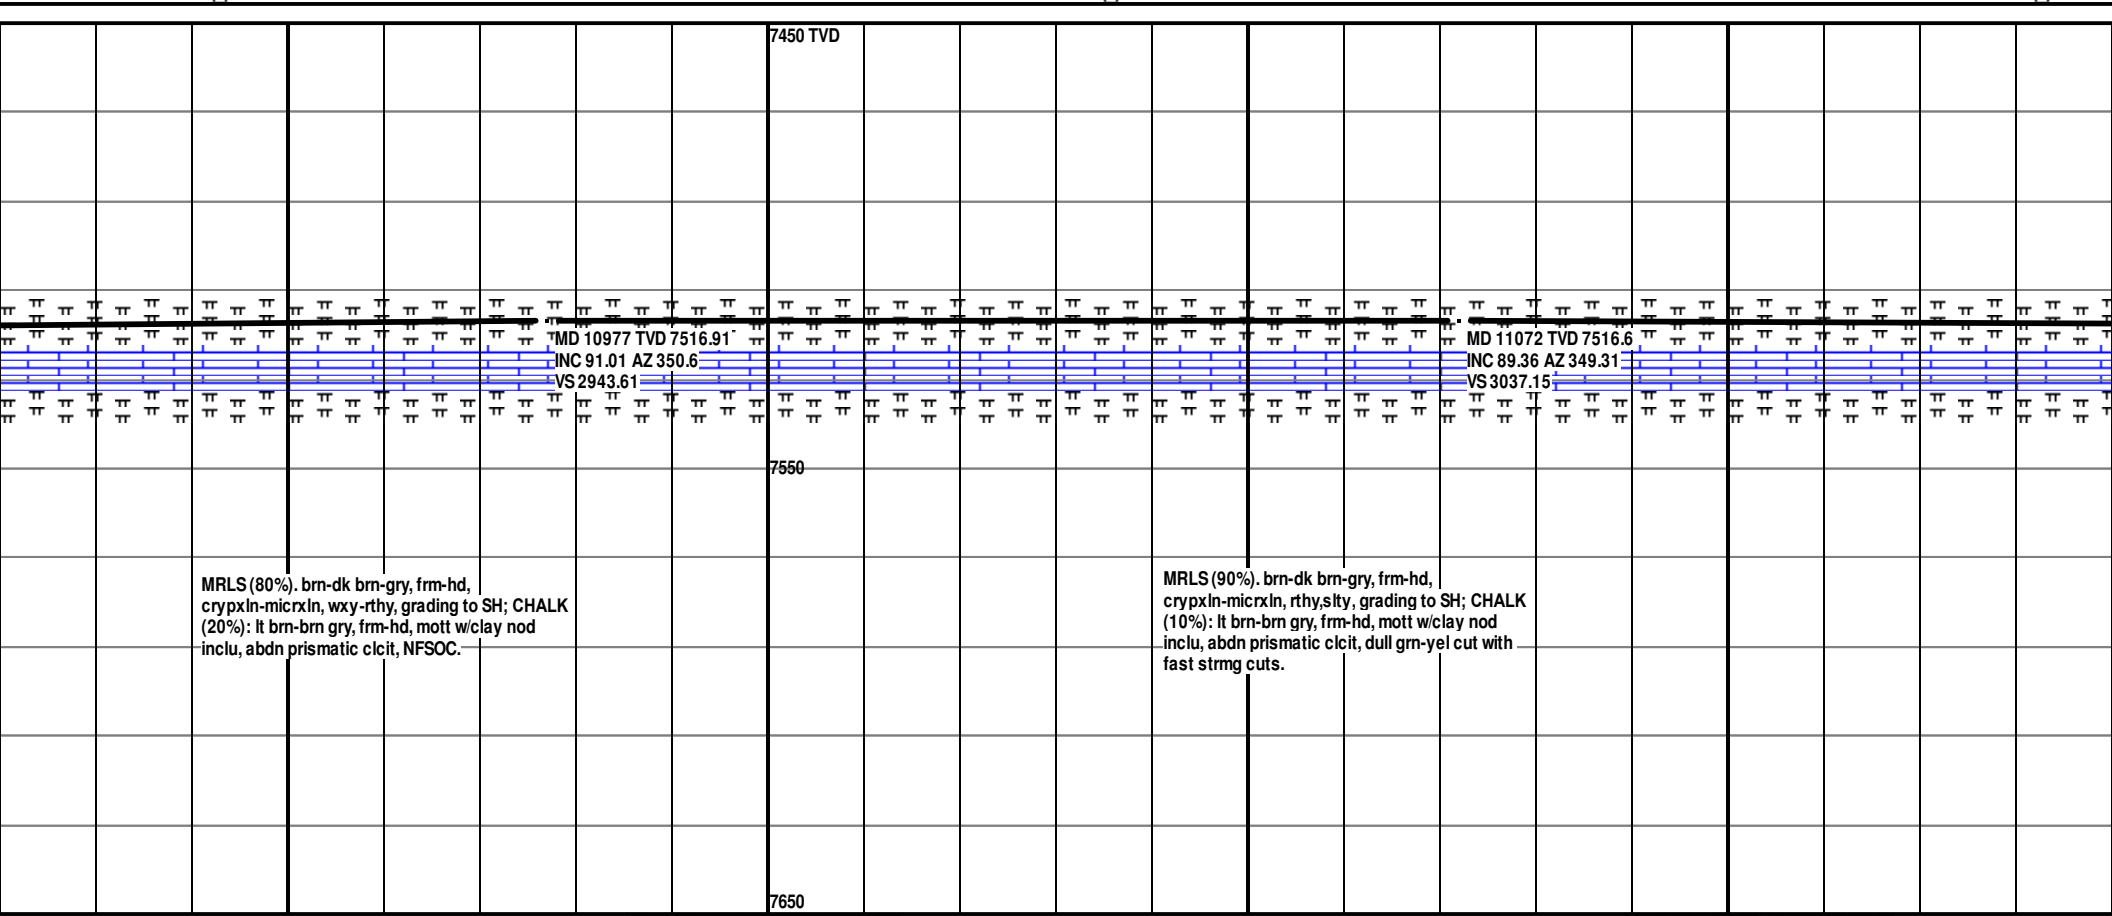 7450 TVD
MD 10977 TVD 7516.91
INC 91.01 AZ 350.6
VS 2943.61
MD 11072 TVD 7516.6
INC 89.36 AZ 349.31
VS 3037.15
7550
MRLS (80%). brn-dk brn-gry, frm-hd,
crypxln-micrxln, wxy-rthy, grading to SH; CHALK
(20%): lt brn-brn gry, frm-hd, mott w/clay nod
inclu, abdn prismatic clcit, NFSOC.
MRLS (90%). brn-dk brn-gry, frm-hd,
crypxln-micrxln, rthy,slty, grading to SH; CHALK
(10%): lt brn-brn gry, frm-hd, mott w/clay nod
inclu, abdn prismatic clcit, dull grn-yel cut with
fast strmg cuts.
7650